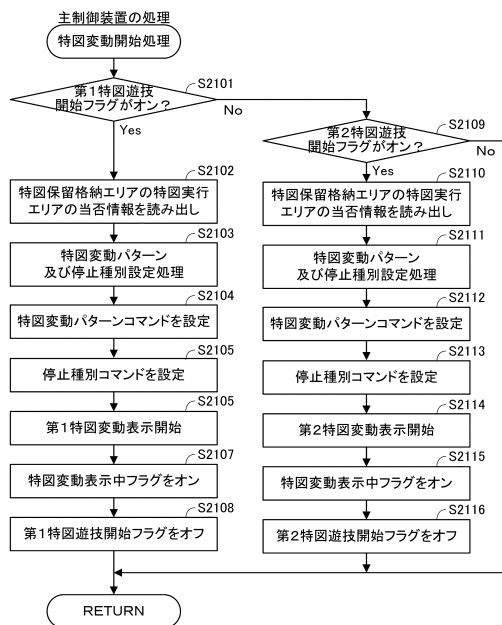 主制御装置の処理
特図変動開始処理
S2101
第1特図遊技
開始フラグがオン？
No
Yes
S2109
第2特図遊技
開始フラグがオン？
No
Yes
S2102
特図保留格納エリアの特図実行
エリアの当否情報を読み出し
S2103
特図変動パターン
及び停止種別設定処理
S2104
特図変動パターンコマンドを設定
S2105
停止種別コマンドを設定
S2105
第1特図変動表示開始
S2107
特図変動表示中フラグをオン
S2108
第1特図遊技開始フラグをオフ
S2110
特図保留格納エリアの特図実行
エリアの当否情報を読み出し
S2111
特図変動パターン
及び停止種別設定処理
S2112
特図変動パターンコマンドを設定
S2113
停止種別コマンドを設定
S2114
第2特図変動表示開始
S2115
特図変動表示中フラグをオン
S2116
第2特図遊技開始フラグをオフ
RETURN